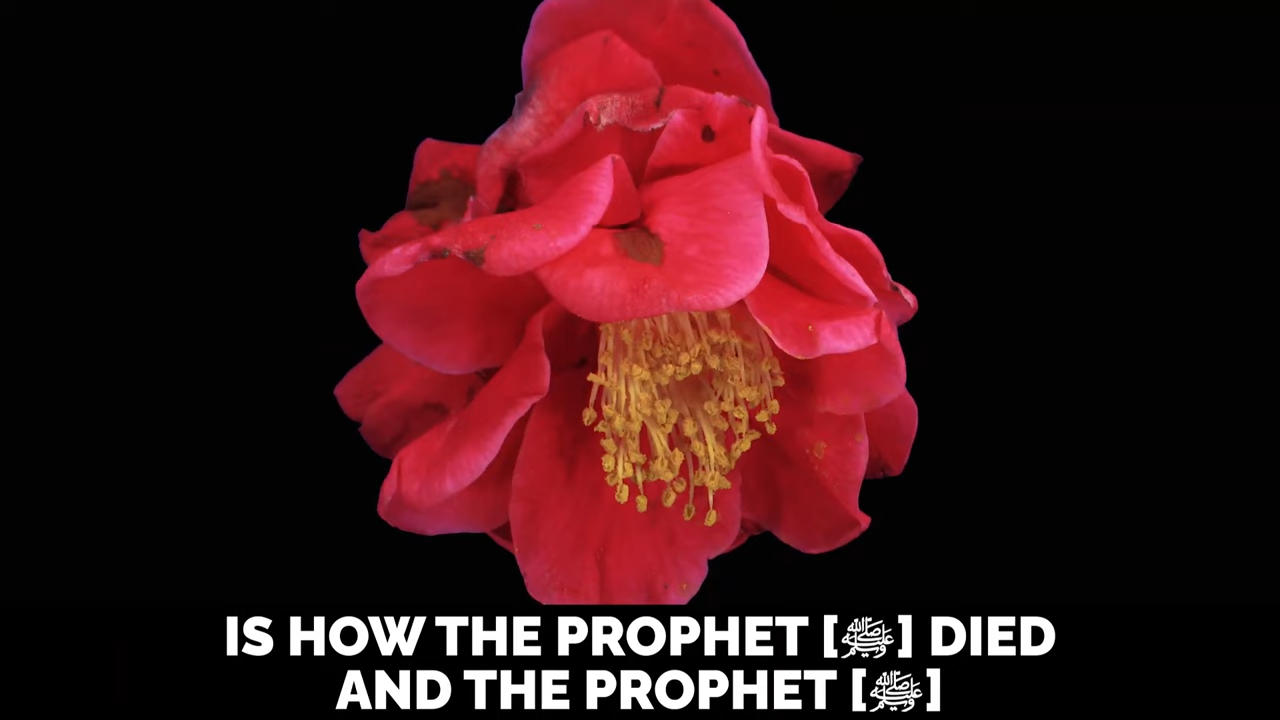 IS HOW THE PROPHET [ﷺ] DIED
AND THE PROPHET [ﷺ]